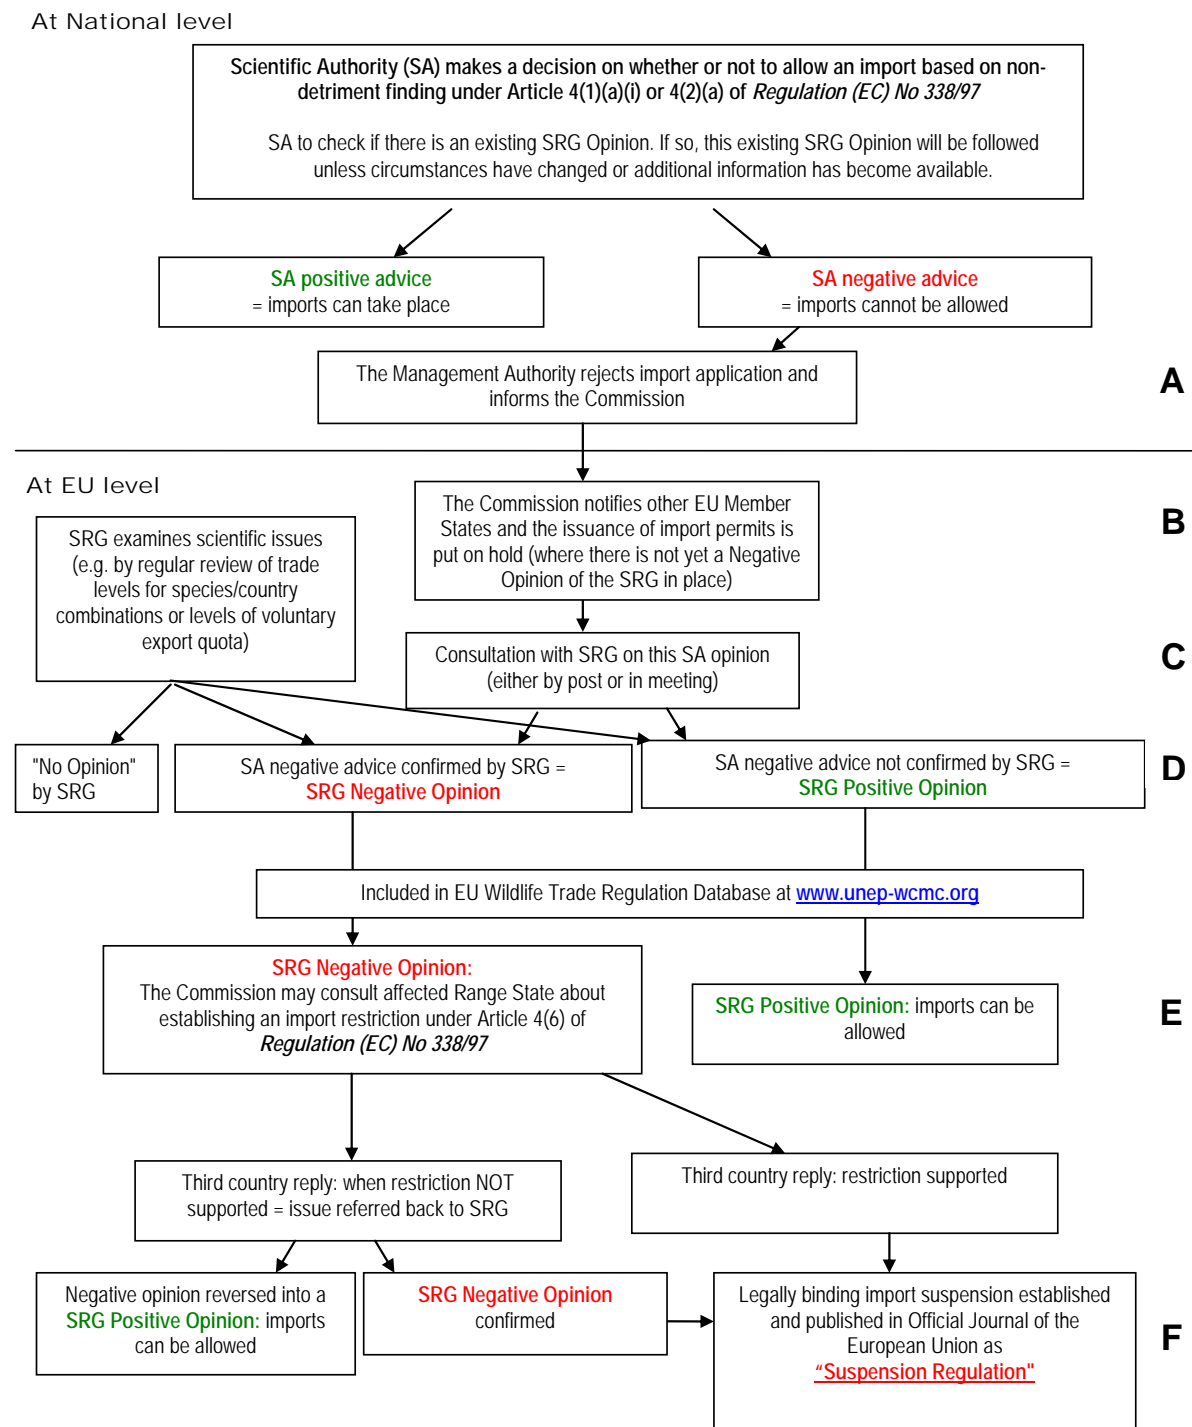 At National level
Scientific Authority (SA) makes a decision on whether or not to allow an import based on non-
detriment finding under Article 4(1)(a)(i) or 4(2)(a) of Regulation (EC) No 338/97
SA to check if there is an existing SRG Opinion. If so, this existing SRG Opinion will be followed
unless circumstances have changed or additional information has become available.
SA positive advice
= imports can take place
SA negative advice
= imports cannot be allowed
The Management Authority rejects import application and
informs the Commission
A
At EU level
The Commission notifies other EU Member
States and the issuance of import permits is
put on hold (where there is not yet a Negative
Opinion of the SRG in place)
B
SRG examines scientific issues
(e.g. by regular review of trade
levels for species/country
combinations or levels of voluntary
export quota)
Consultation with SRG on this SA opinion
(either by post or in meeting)
C
"No Opinion"
by SRG
SA negative advice confirmed by SRG =
SRG Negative Opinion
SA negative advice not confirmed by SRG =
SRG Positive Opinion
D
Included in EU Wildlife Trade Regulation Database at www.unep-wcmc.org
SRG Negative Opinion:
The Commission may consult affected Range State about
establishing an import restriction under Article 4(6) of
Regulation (EC) No 338/97
SRG Positive Opinion: imports can be
allowed
E
Third country reply: when restriction NOT
supported = issue referred back to SRG
Third country reply: restriction supported
Negative opinion reversed into a
SRG Positive Opinion: imports
can be allowed
SRG Negative Opinion
confirmed
Legally binding import suspension established
and published in Official Journal of the
European Union as
“Suspension Regulation"
F